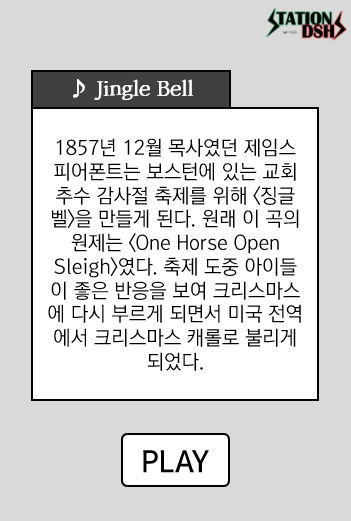 STATION
ver 1.0.0
DSH
♪ Jingle Bell
1857년 12월 목사였던 제임스
피어폰트는 보스턴에 있는 교회
추수 감사절 축제를 위해 〈징글
벨〉을 만들게 된다. 원래 이 곡의
원제는 〈One Horse Open
Sleigh〉였다. 축제 도중 아이들
이 좋은 반응을 보여 크리스마스
에 다시 부르게 되면서 미국 전역
에서 크리스마스 캐롤로 불리게
되었다.
PLAY